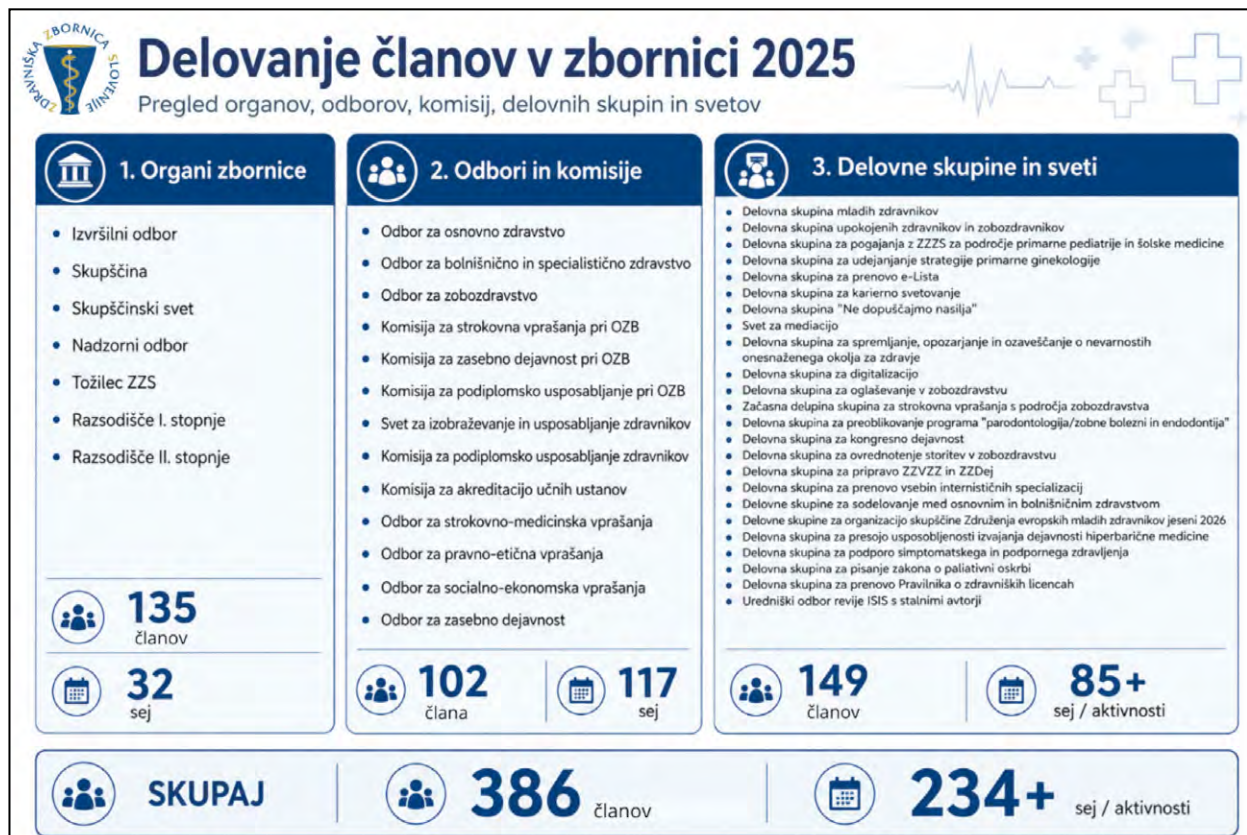 ZDRAVNIŠKA ZBORNICA SLOVENIJE
Delovanje članov v zbornici 2025
Pregled organov, odborov, komisij, delovnih skupin in svetov
1. Organi zbornice
Izvršilni odbor
Skupščina
Skupščinski svet
Nadzorni odbor
Tožilec ZZS
Razsodišče I. stopnje
Razsodišče II. stopnje
135
članov
32
sej
2. Odbori in komisije
Odbor za osnovno zdravstvo
Odbor za bolnišnično in specialistično zdravstvo
Odbor za zobozdravstvo
Komisija za strokovna vprašanja pri OZB
Komisija za zasebno dejavnost pri OZB
Komisija za podiplomsko usposabljanje pri OZB
Svet za izobraževanje in usposabljanje zdravnikov
Komisija za podiplomsko usposabljanje zdravnikov
Komisija za akreditacijo učnih ustanov
Odbor za strokovno-medicinska vprašanja
Odbor za pravno-etična vprašanja
Odbor za socialno-ekonomska vprašanja
Odbor za zasebno dejavnost
102
člana
117
sej
3. Delovne skupine in sveti
Delovna skupina mladih zdravnikov
Delovna skupina upokojenih zdravnikov in zobozdravnikov
Delovna skupina za pogajanja z ZZZS za področje primarne pediatrije in šolske medicine
Delovna skupina za udejanjanje strategije primarne ginekologije
Delovna skupina za prenovo e-Lista
Delovna skupina za karierno svetovanje
Delovna skupina "Ne dopuščajmo nasilja"
Svet za mediacijo
Delovna skupina za spremljanje, opozarjanje in ozaveščanje o nevarnostih
onesnaženega okolja za zdravje
Delovna skupina za digitalizacijo
Delovna skupina za oglaševanje v zobozdravstvu
Začasna delupina skupina za strokovna vprašanja s področja zobozdravstva
Delovna skupina za preoblikovanje programa "parodontologija/zobne bolezni in endodontija"
Delovna skupina za kongresno dejavnost
Delovna skupina za ovrednotenje storitev v zobozdravstvu
Delovna skupina za pripravo ZZVZZ in ZZDej
Delovna skupina za prenovo vsebin internističnih specializacij
Delovne skupine za sodelovanje med osnovnim in bolnišničnim zdravstvom
Delovne skupine za organizacijo skupščine Združenja evropskih mladih zdravnikov jeseni 2026
Delovna skupina za presojo usposobljenosti izvajanja dejavnosti hiperbarične medicine
Delovna skupina za podporo simptomatskega in podpornega zdravljenja
Delovna skupina za pisanje zakona o paliativni oskrbi
Delovna skupina za prenovo Pravilnika o zdravniških licencah
Uredniški odbor revije ISIS s stalnimi avtorji
149
članov
85+
sej / aktivnosti
SKUPAJ
386 članov
234+ sej / aktivnosti